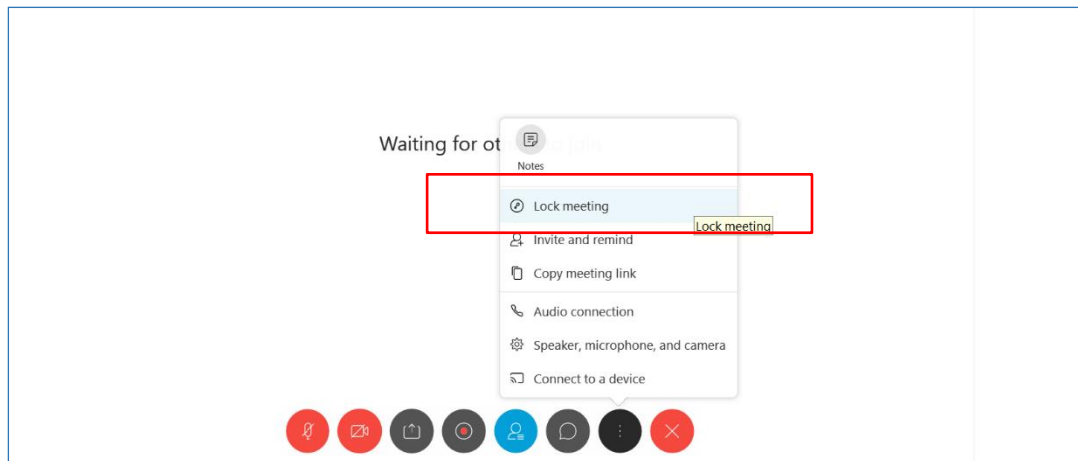 Waiting for ot
Notes
Lock meeting
Lock meeting
Invite and remind
Copy meeting link
Audio connection
Speaker, microphone, and camera
Connect to a device